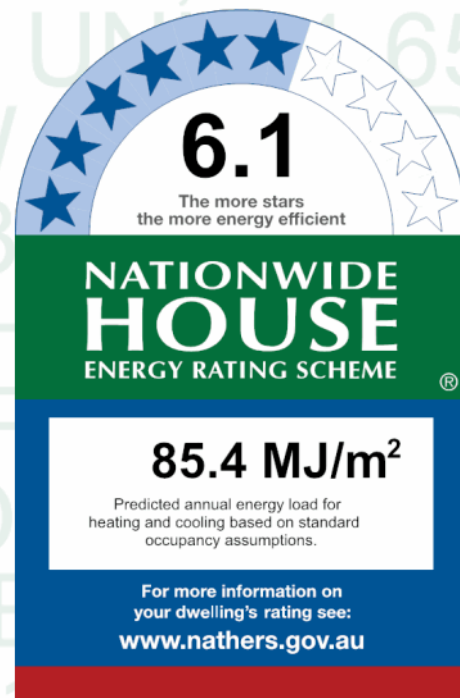 6.1
The more stars
the more energy efficient
NATIONWIDE
HOUSE
ENERGY RATING SCHEME
®
85.4 MJ/m²
Predicted annual energy load for
heating and cooling based on standard
occupancy assumptions.
For more information on
your dwelling's rating see:
www.nathers.gov.au